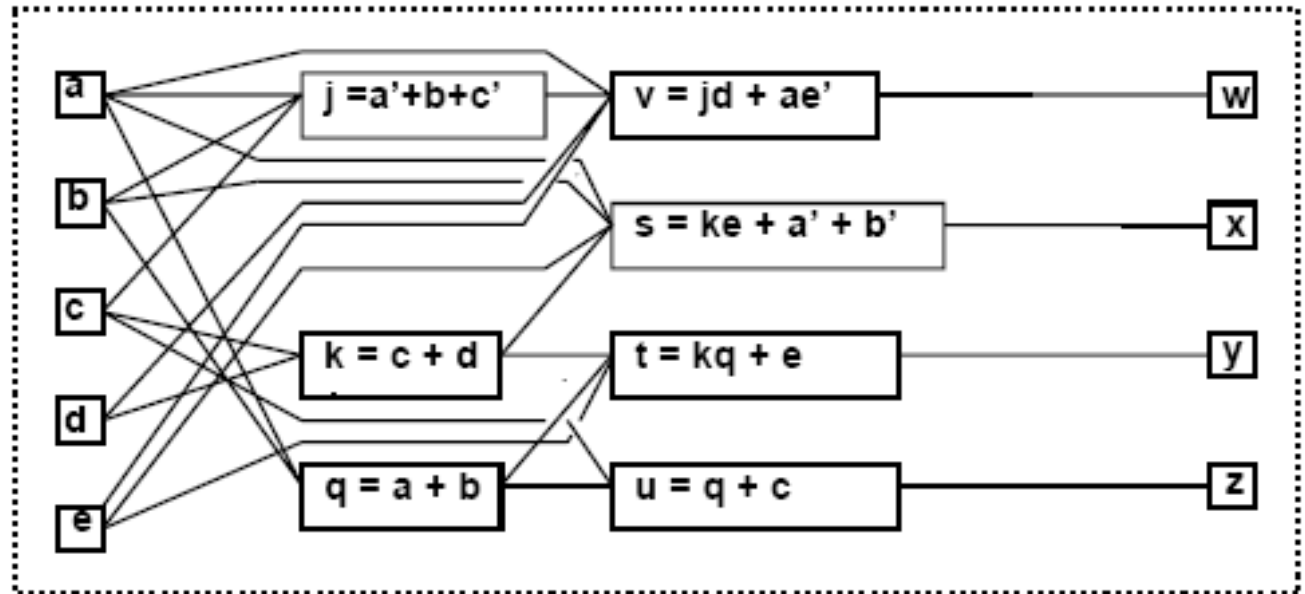 a
j =a’+b+c’
v = jd + ae’
w
b
s = ke + a’ + b’
x
c
k = c + d
t = kq + e
y
d
q = a + b
u = q + c
z
e